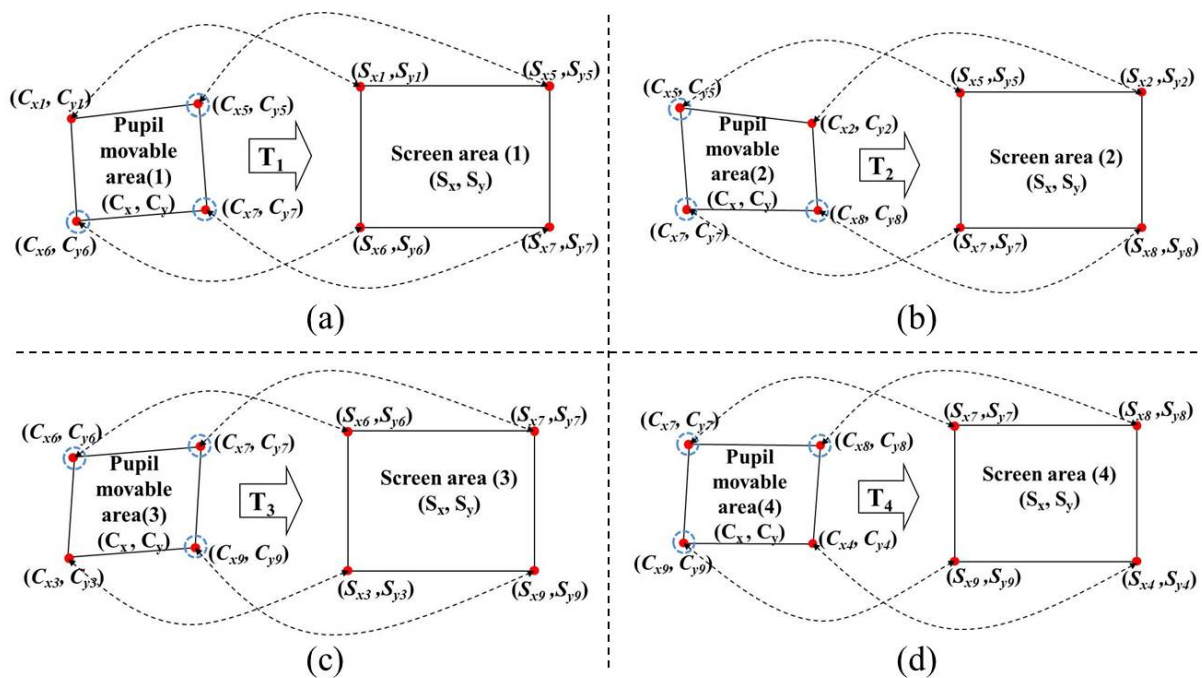 (Cx1, Cy1)
(Cx5, Cy5)
Pupil
movable
area(1)
(Cx , Cy)
(Cx6, Cy6)
(Cx7, Cy7)
T1
(Sx1 ,Sy1)
(Sx5 ,Sy5)
Screen area (1)
(Sx, Sy)
(Sx6 ,Sy6)
(Sx7 ,Sy7)
(a)
(Cx5, Cy5)
(Cx2, Cy2)
Pupil
movable
area(2)
(Cx , Cy)
(Cx7, Cy7)
(Cx8, Cy8)
T2
(Sx5 ,Sy5)
(Sx2 ,Sy2)
Screen area (2)
(Sx, Sy)
(Sx7 ,Sy7)
(Sx8 ,Sy8)
(b)
(Cx6, Cy6)
(Cx7, Cy7)
Pupil
movable
area(3)
(Cx , Cy)
(Cx3, Cy3)
(Cx9, Cy9)
T3
(Sx6 ,Sy6)
(Sx7 ,Sy7)
Screen area (3)
(Sx, Sy)
(Sx3 ,Sy3)
(Sx9 ,Sy9)
(c)
(Cx7, Cy7)
(Cx8, Cy8)
Pupil
movable
area(4)
(Cx , Cy)
(Cx9, Cy9)
(Cx4, Cy4)
T4
(Sx7 ,Sy7)
(Sx8 ,Sy8)
Screen area (4)
(Sx, Sy)
(Sx9 ,Sy9)
(Sx4 ,Sy4)
(d)